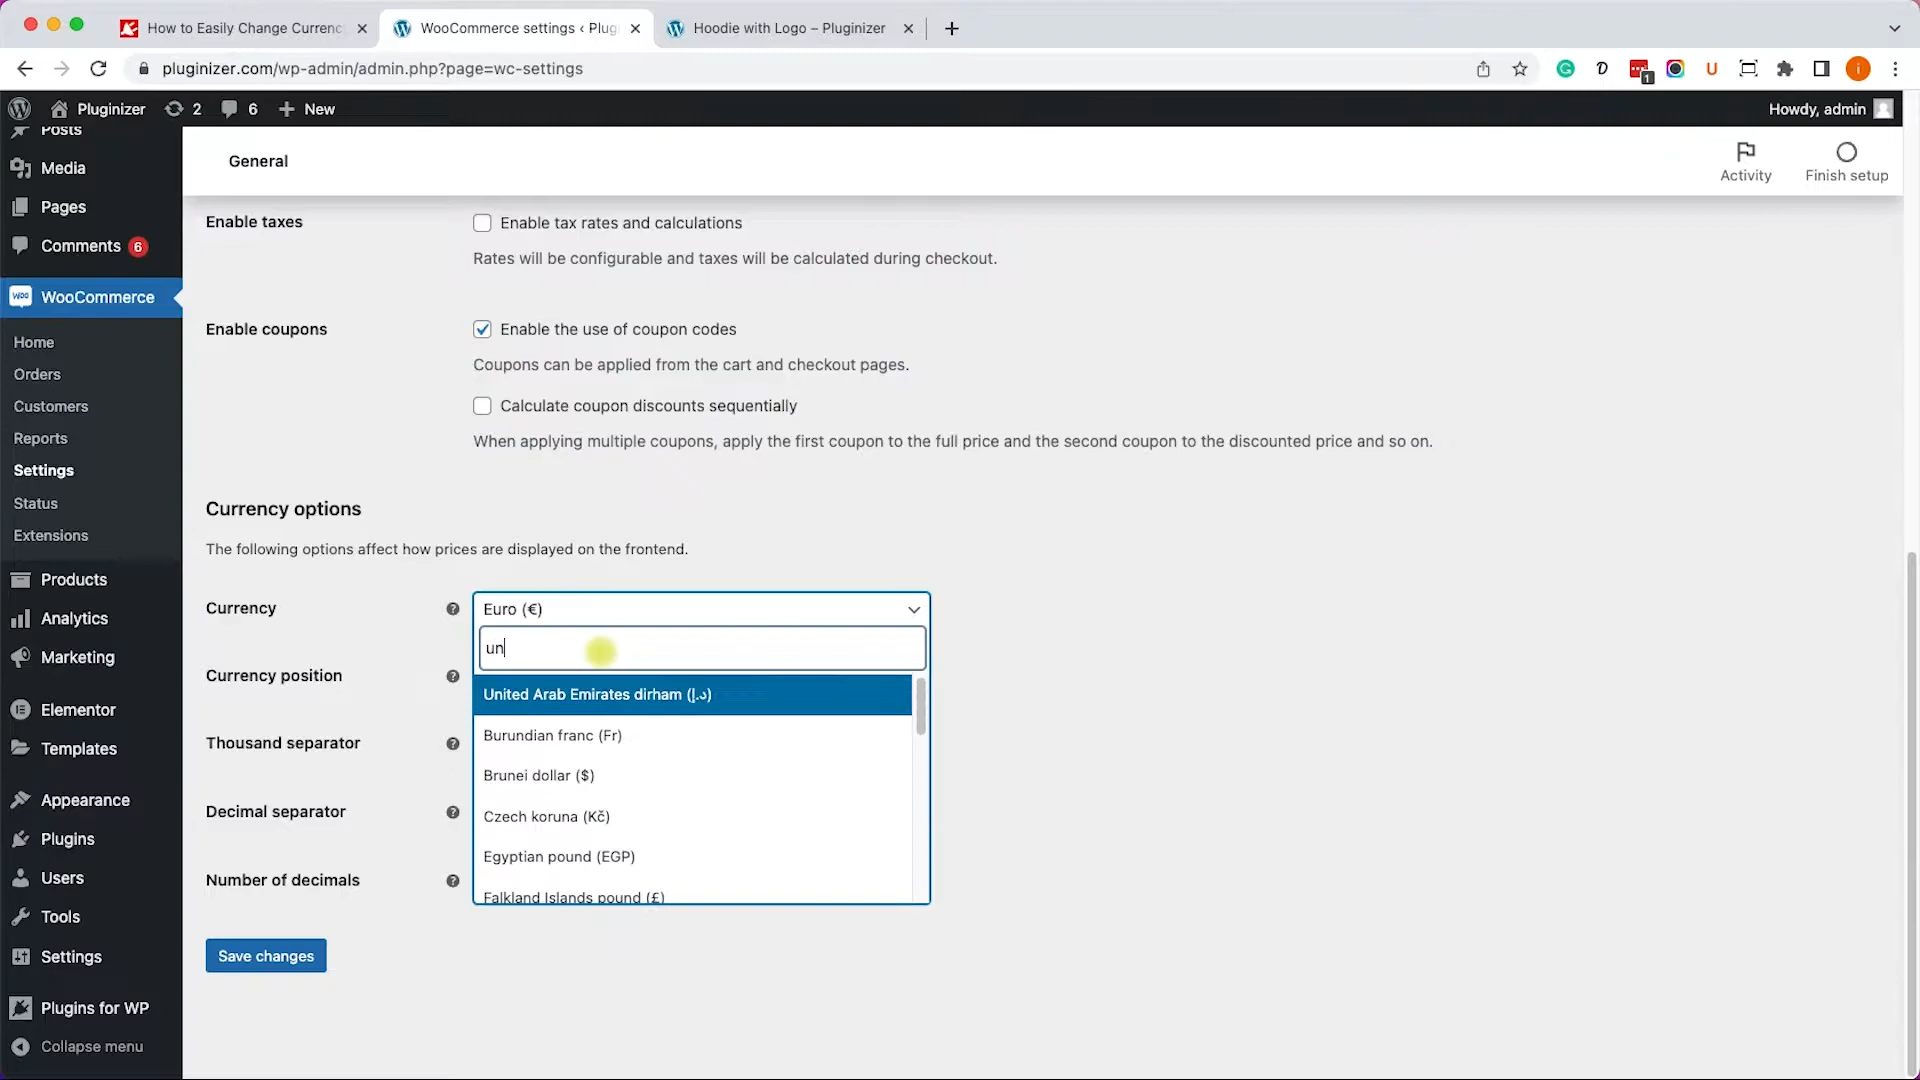 How to Easily Change Currenc
WooCommerce settings ‹ Plugi
Hoodie with Logo – Pluginizer
pluginizer.com/wp-admin/admin.php?page=wc-settings
1
U
i
Pluginizer
2
6
New
Howdy, admin
Posts
Media
Pages
Comments 6
WooCommerce
Home
Orders
Customers
Reports
Settings
Status
Extensions
Products
Analytics
Marketing
Elementor
Templates
Appearance
Plugins
Users
Tools
Settings
Plugins for WP
Collapse menu
General
Activity
Finish setup
Enable taxes
Enable tax rates and calculations
Rates will be configurable and taxes will be calculated during checkout.
Enable coupons
Enable the use of coupon codes
Coupons can be applied from the cart and checkout pages.
Calculate coupon discounts sequentially
When applying multiple coupons, apply the first coupon to the full price and the second coupon to the discounted price and so on.
Currency options
The following options affect how prices are displayed on the frontend.
Currency
Euro (€)
un
United Arab Emirates dirham (د.إ)
Burundian franc (Fr)
Brunei dollar ($)
Czech koruna (Kč)
Egyptian pound (EGP)
Falkland Islands pound (£)
Currency position
Thousand separator
Decimal separator
Number of decimals
Save changes